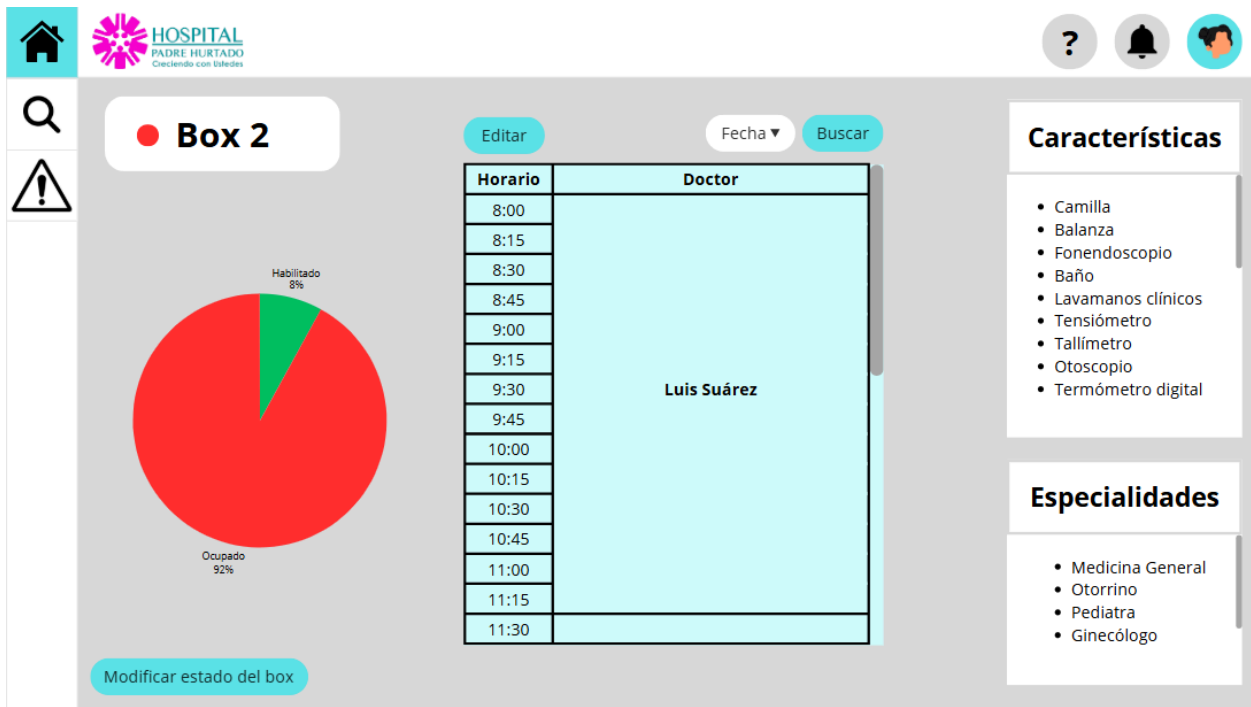 HOSPITAL
PADRE HURTADO
Creciendo con Ustedes
?
Box 2
Editar
Fecha ▼
Buscar
Horario Doctor
8:00
8:15
8:30
8:45
9:00
9:15
9:30
9:45
10:00
10:15
10:30
10:45
11:00
11:15
11:30
Luis Suárez
Habilitado
8%
Ocupado
92%
Modificar estado del box
Características
• Camilla
• Balanza
• Fonendoscopio
• Baño
• Lavamanos clínicos
• Tensiómetro
• Tallímetro
• Otoscopio
• Termómetro digital
Especialidades
• Medicina General
• Otorrino
• Pediatra
• Ginecólogo